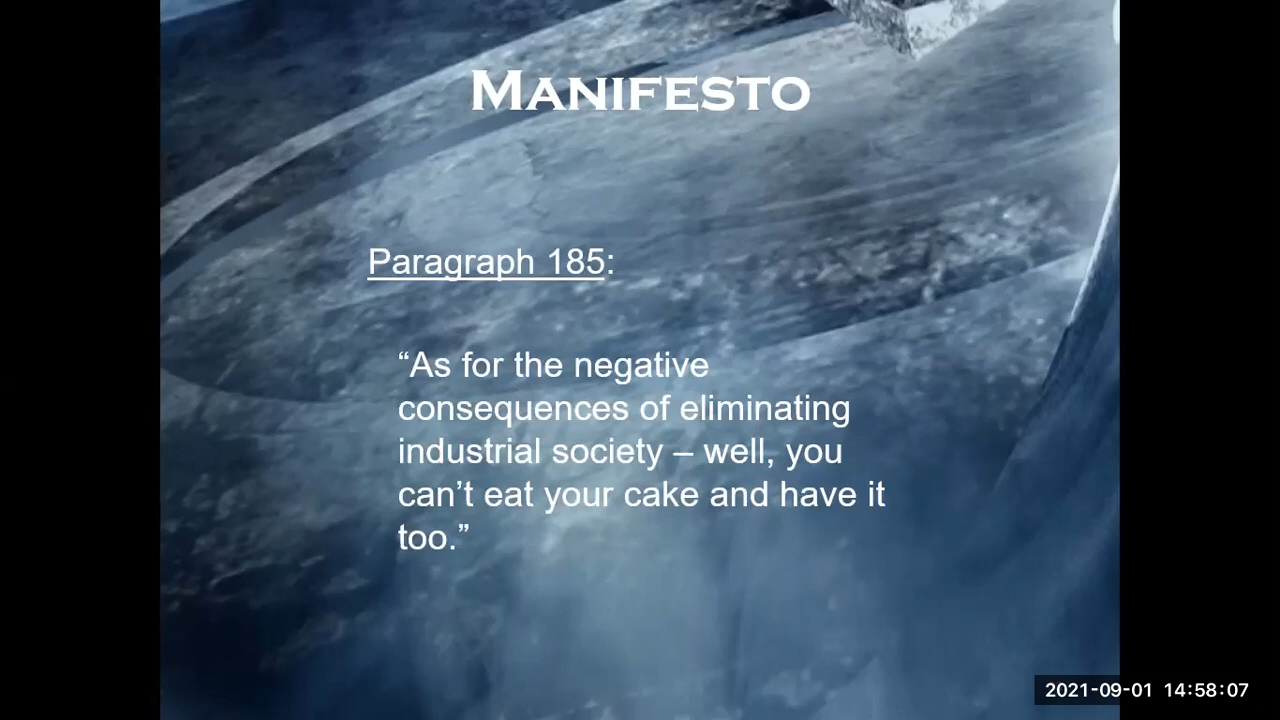 MANIFESTO
Paragraph 185:
“As for the negative
consequences of eliminating
industrial society – well, you
can’t eat your cake and have it
too.”
2021-09-01 14:58:07